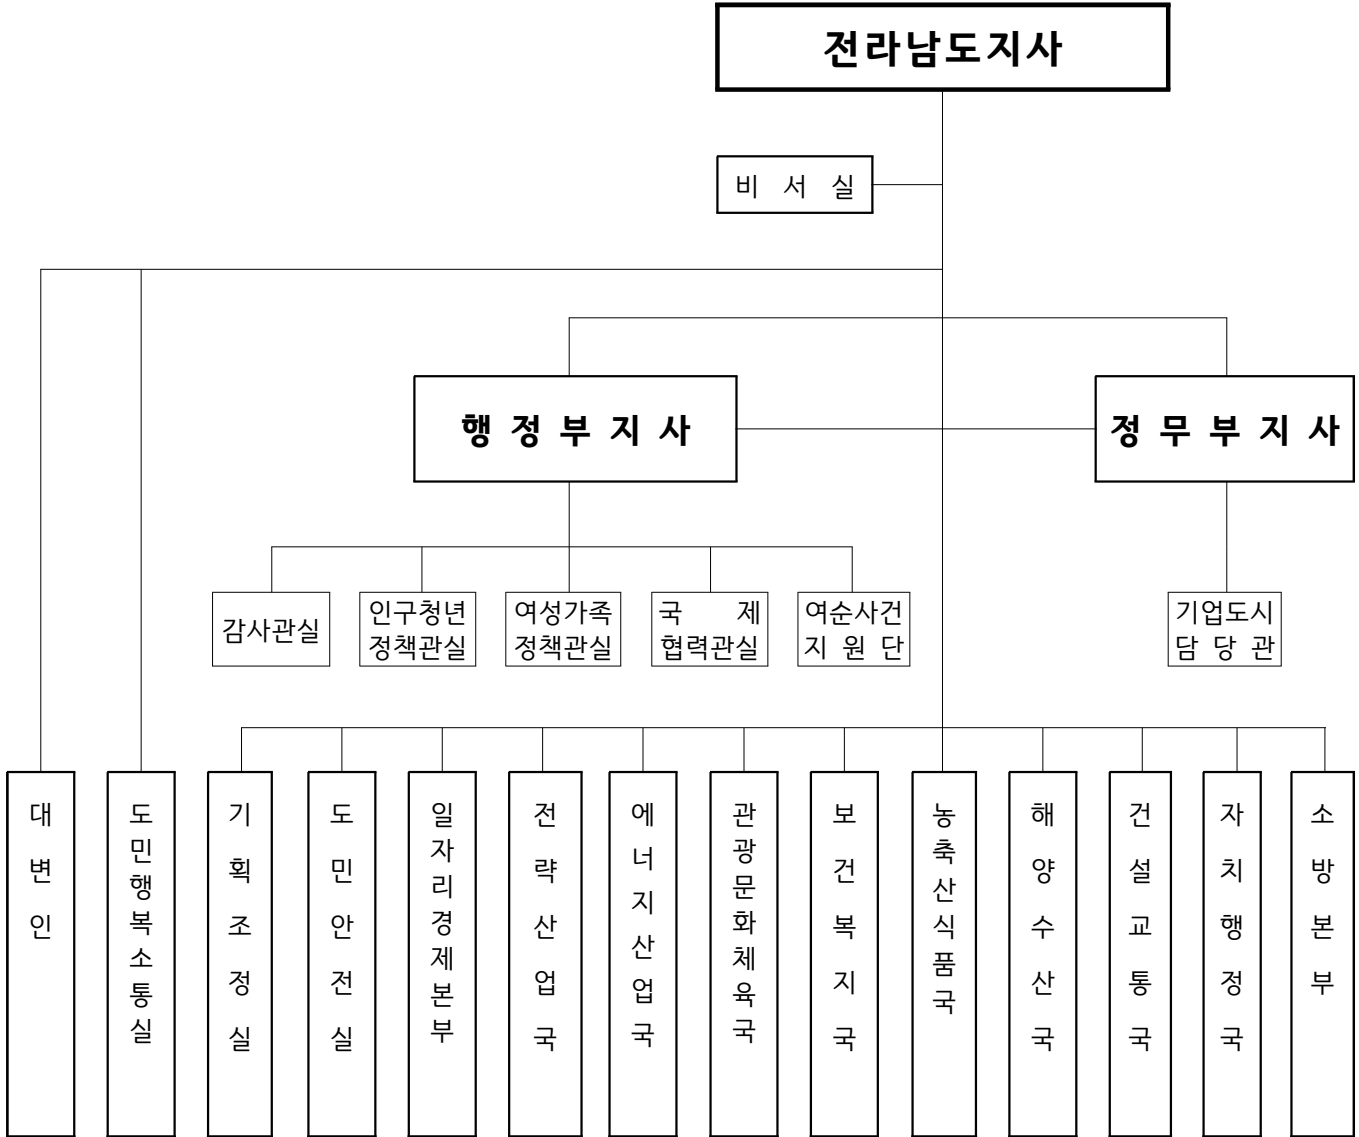 전라남도지사
비 서 실
행 정 부 지 사
정 무 부 지 사
감사관실
인구청년
정책관실
여성가족
정책관실
국 제
협력관실
여순사건
지 원 단
기업도시
담 당 관
대변인
도민행복소통실
기획조정실
도민안전실
일자리경제본부
전략산업국
에너지산업국
관광문화체육국
보건복지국
농축산식품국
해양수산국
건설교통국
자치행정국
소방본부